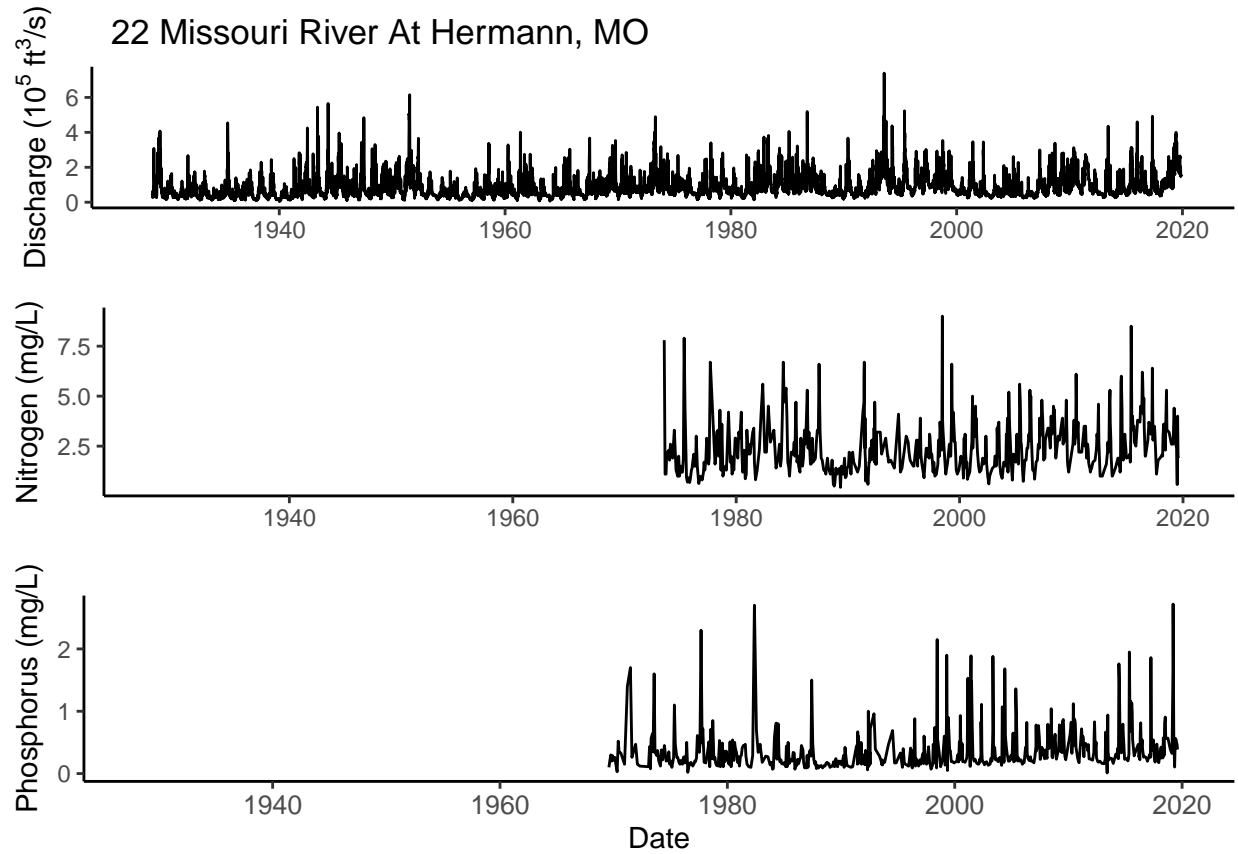 22 Missouri River At Hermann, MO
Discharge (10⁵ ft³/s)
6
4
2
0
1940 1960 1980 2000 2020
Nitrogen (mg/L)
7.5
5.0
2.5
1940 1960 1980 2000 2020
Phosphorus (mg/L)
2
1
0
1940 1960 1980 2000 2020
Date